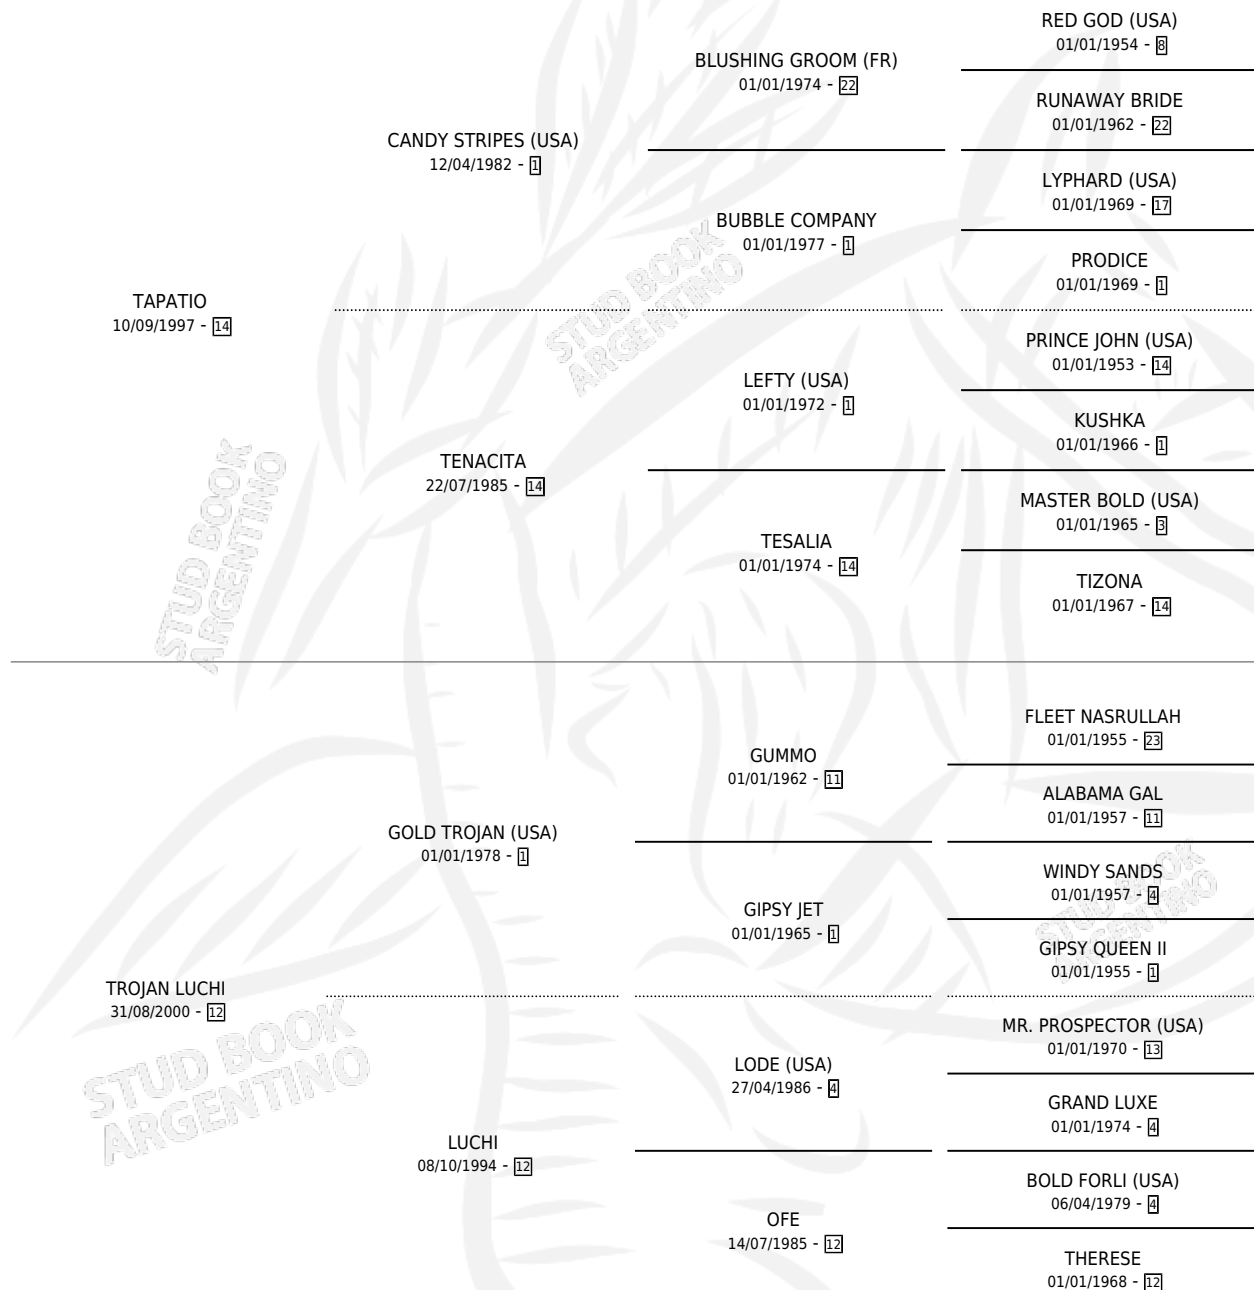 RED GOD (USA)
01/01/1954 - 8
BLUSHING GROOM (FR)
01/01/1974 - 22
RUNAWAY BRIDE
01/01/1962 - 22
CANDY STRIPES (USA)
12/04/1982 - 1
LYPHARD (USA)
01/01/1969 - 17
BUBBLE COMPANY
01/01/1977 - 1
PRODICE
01/01/1969 - 1
TAPATIO
10/09/1997 - 14
PRINCE JOHN (USA)
01/01/1953 - 14
LEFTY (USA)
01/01/1972 - 1
KUSHKA
01/01/1966 - 1
TENACITA
22/07/1985 - 14
MASTER BOLD (USA)
01/01/1965 - 3
TESALIA
01/01/1974 - 14
TIZONA
01/01/1967 - 14
STUD BOOK
ARGENTINO
STUD BOOK
ARGENTINO
FLEET NASRULLAH
01/01/1955 - 23
GUMMO
01/01/1962 - 11
ALABAMA GAL
01/01/1957 - 11
GOLD TROJAN (USA)
01/01/1978 - 1
WINDY SANDS
01/01/1957 - 4
GIPSY JET
01/01/1965 - 1
GIPSY QUEEN II
01/01/1955 - 1
TROJAN LUCHI
31/08/2000 - 12
MR. PROSPECTOR (USA)
01/01/1970 - 13
LODE (USA)
27/04/1986 - 4
GRAND LUXE
01/01/1974 - 4
LUCHI
08/10/1994 - 12
BOLD FORLI (USA)
06/04/1979 - 4
OFE
14/07/1985 - 12
THERESE
01/01/1968 - 12
STUD BOOK
ARGENTINO
STUD BOOK
ARGENTINO